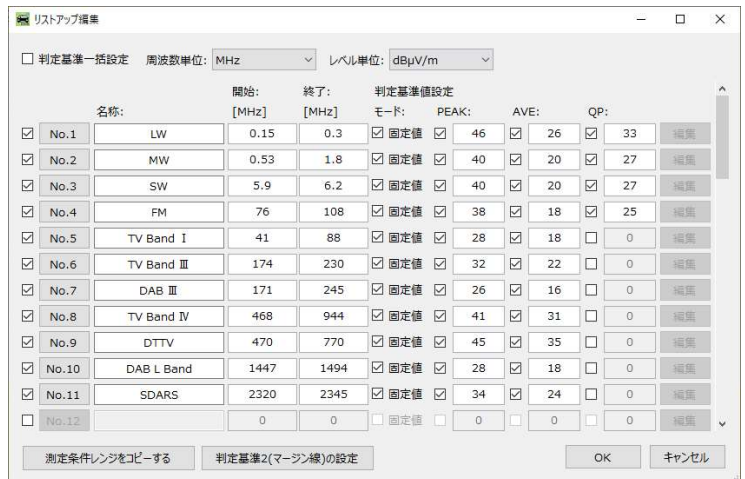 リストアップ編集
判定基準一括設定 周波数単位: MHz レベル単位: dBμV/m
開始: 終了: 判定基準値設定
名称: [MHz] [MHz] モード: PEAK: AVE: QP:
No.1 LW 0.15 0.3 固定値 46 26 33 編集
No.2 MW 0.53 1.8 固定値 40 20 27 編集
No.3 SW 5.9 6.2 固定値 40 20 27 編集
No.4 FM 76 108 固定値 38 18 25 編集
No.5 TV Band Ⅰ 41 88 固定値 28 18 0 編集
No.6 TV Band Ⅲ 174 230 固定値 32 22 0 編集
No.7 DAB Ⅲ 171 245 固定値 26 16 0 編集
No.8 TV Band Ⅳ 468 944 固定値 41 31 0 編集
No.9 DTTV 470 770 固定値 45 35 0 編集
No.10 DAB L Band 1447 1494 固定値 28 18 0 編集
No.11 SDARS 2320 2345 固定値 34 24 0 編集
No.12 0 0 固定値 0 0 0 編集
測定条件レンジをコピーする 判定基準2(マージン線)の設定 OK キャンセル